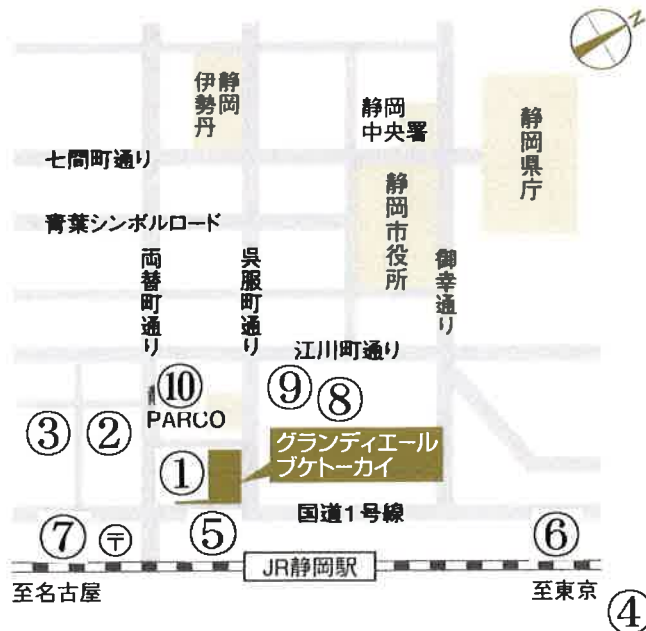 N
静岡
伊勢丹
静岡
中央署
静岡県庁
七間町通り
静岡市役所
青葉シンボルロード
両替町通り
呉服町通り
御幸通り
江川町通り
⑩
⑨
⑧
PARCO
③
②
グランディエール
ブケトーカイ
①
国道1号線
⑦
〒
⑤
⑥
JR静岡駅
至名古屋
至東京
④